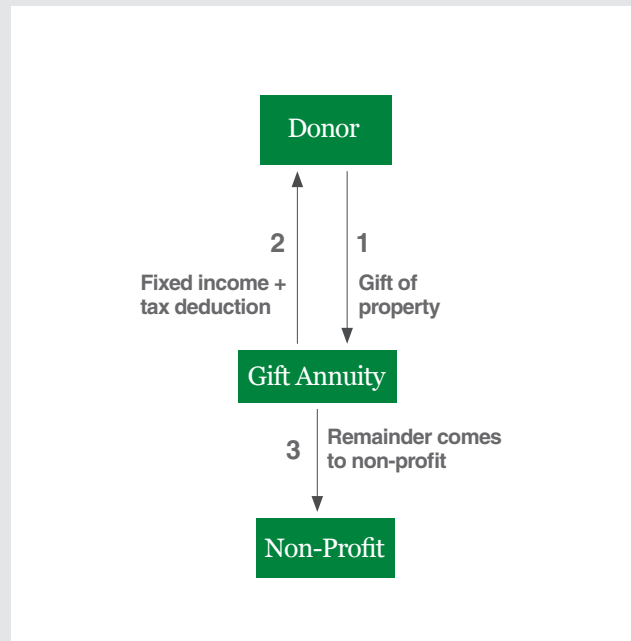 Donor
2
1
Fixed income +
tax deduction
Gift of
property
Gift Annuity
3
Remainder comes
to non-profit
Non-Profit